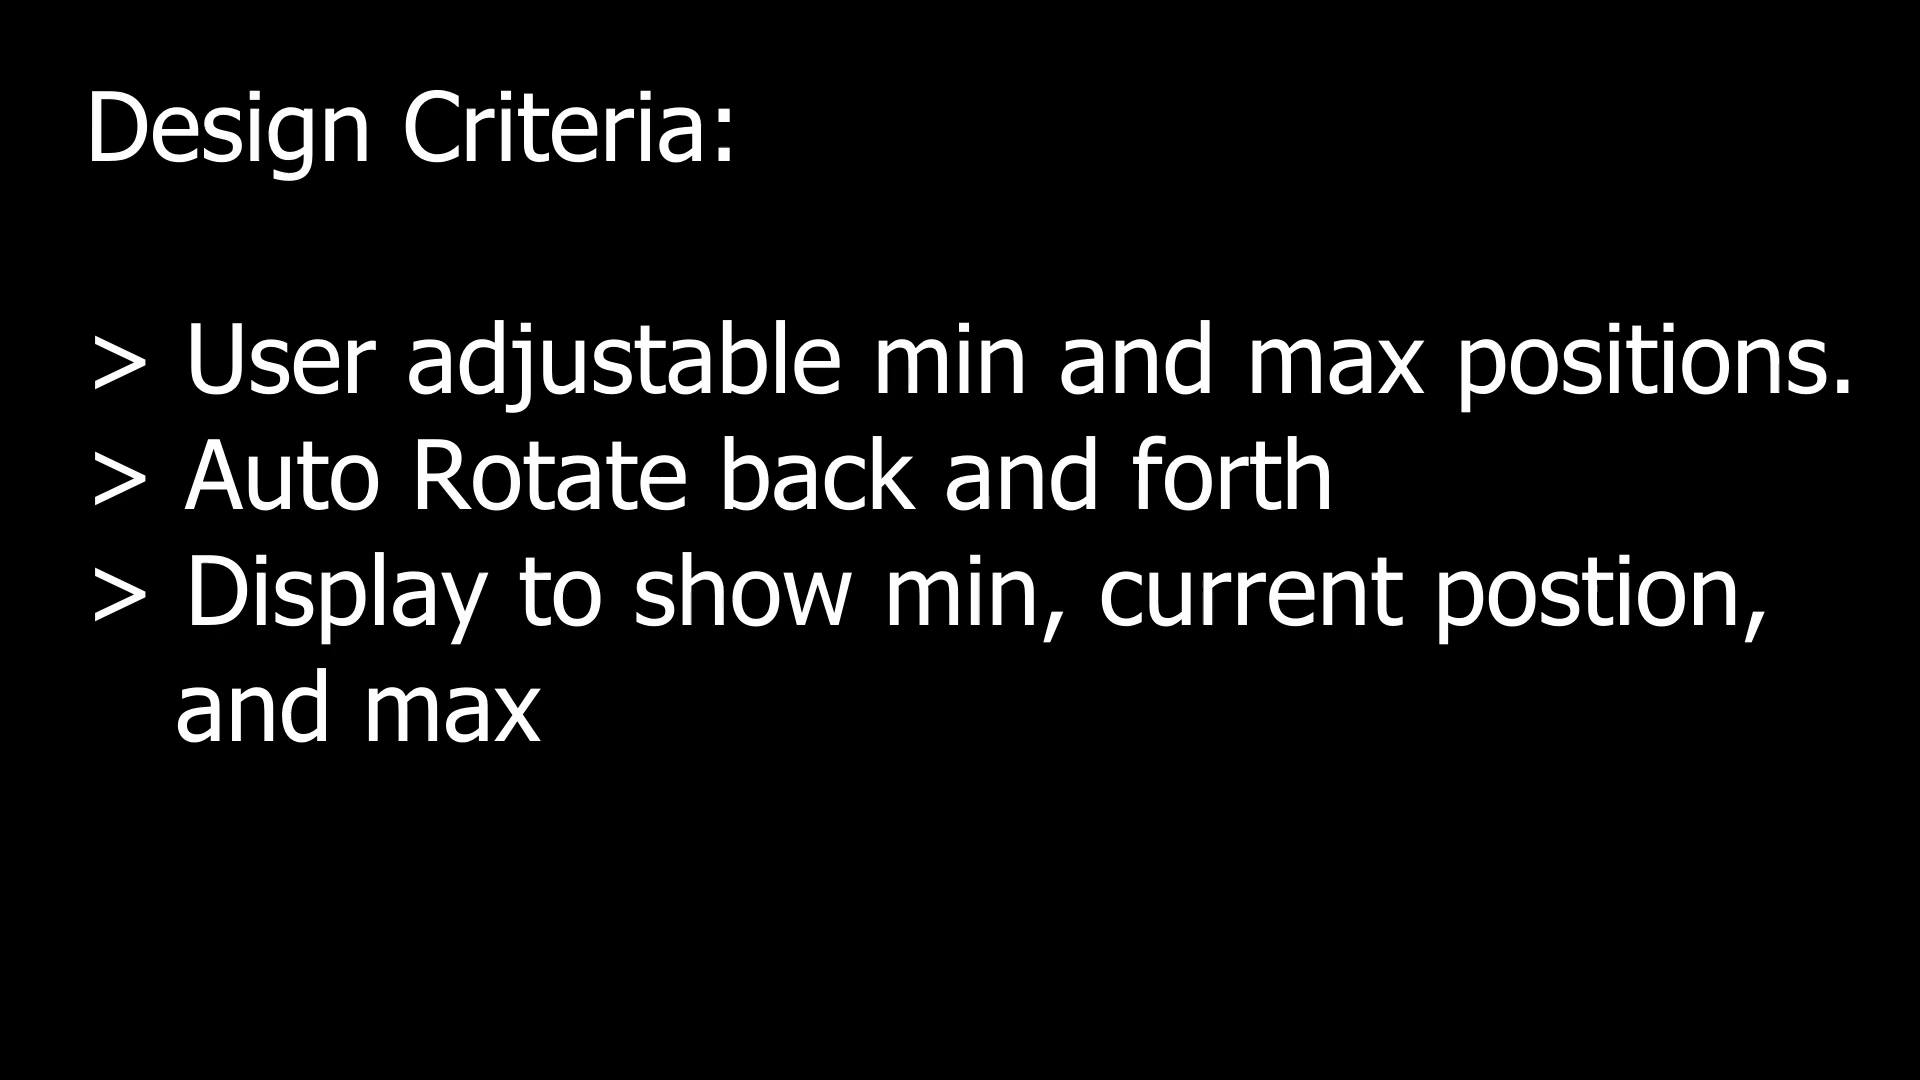 Design Criteria:
> User adjustable min and max positions.
> Auto Rotate back and forth
> Display to show min, current postion,
and max